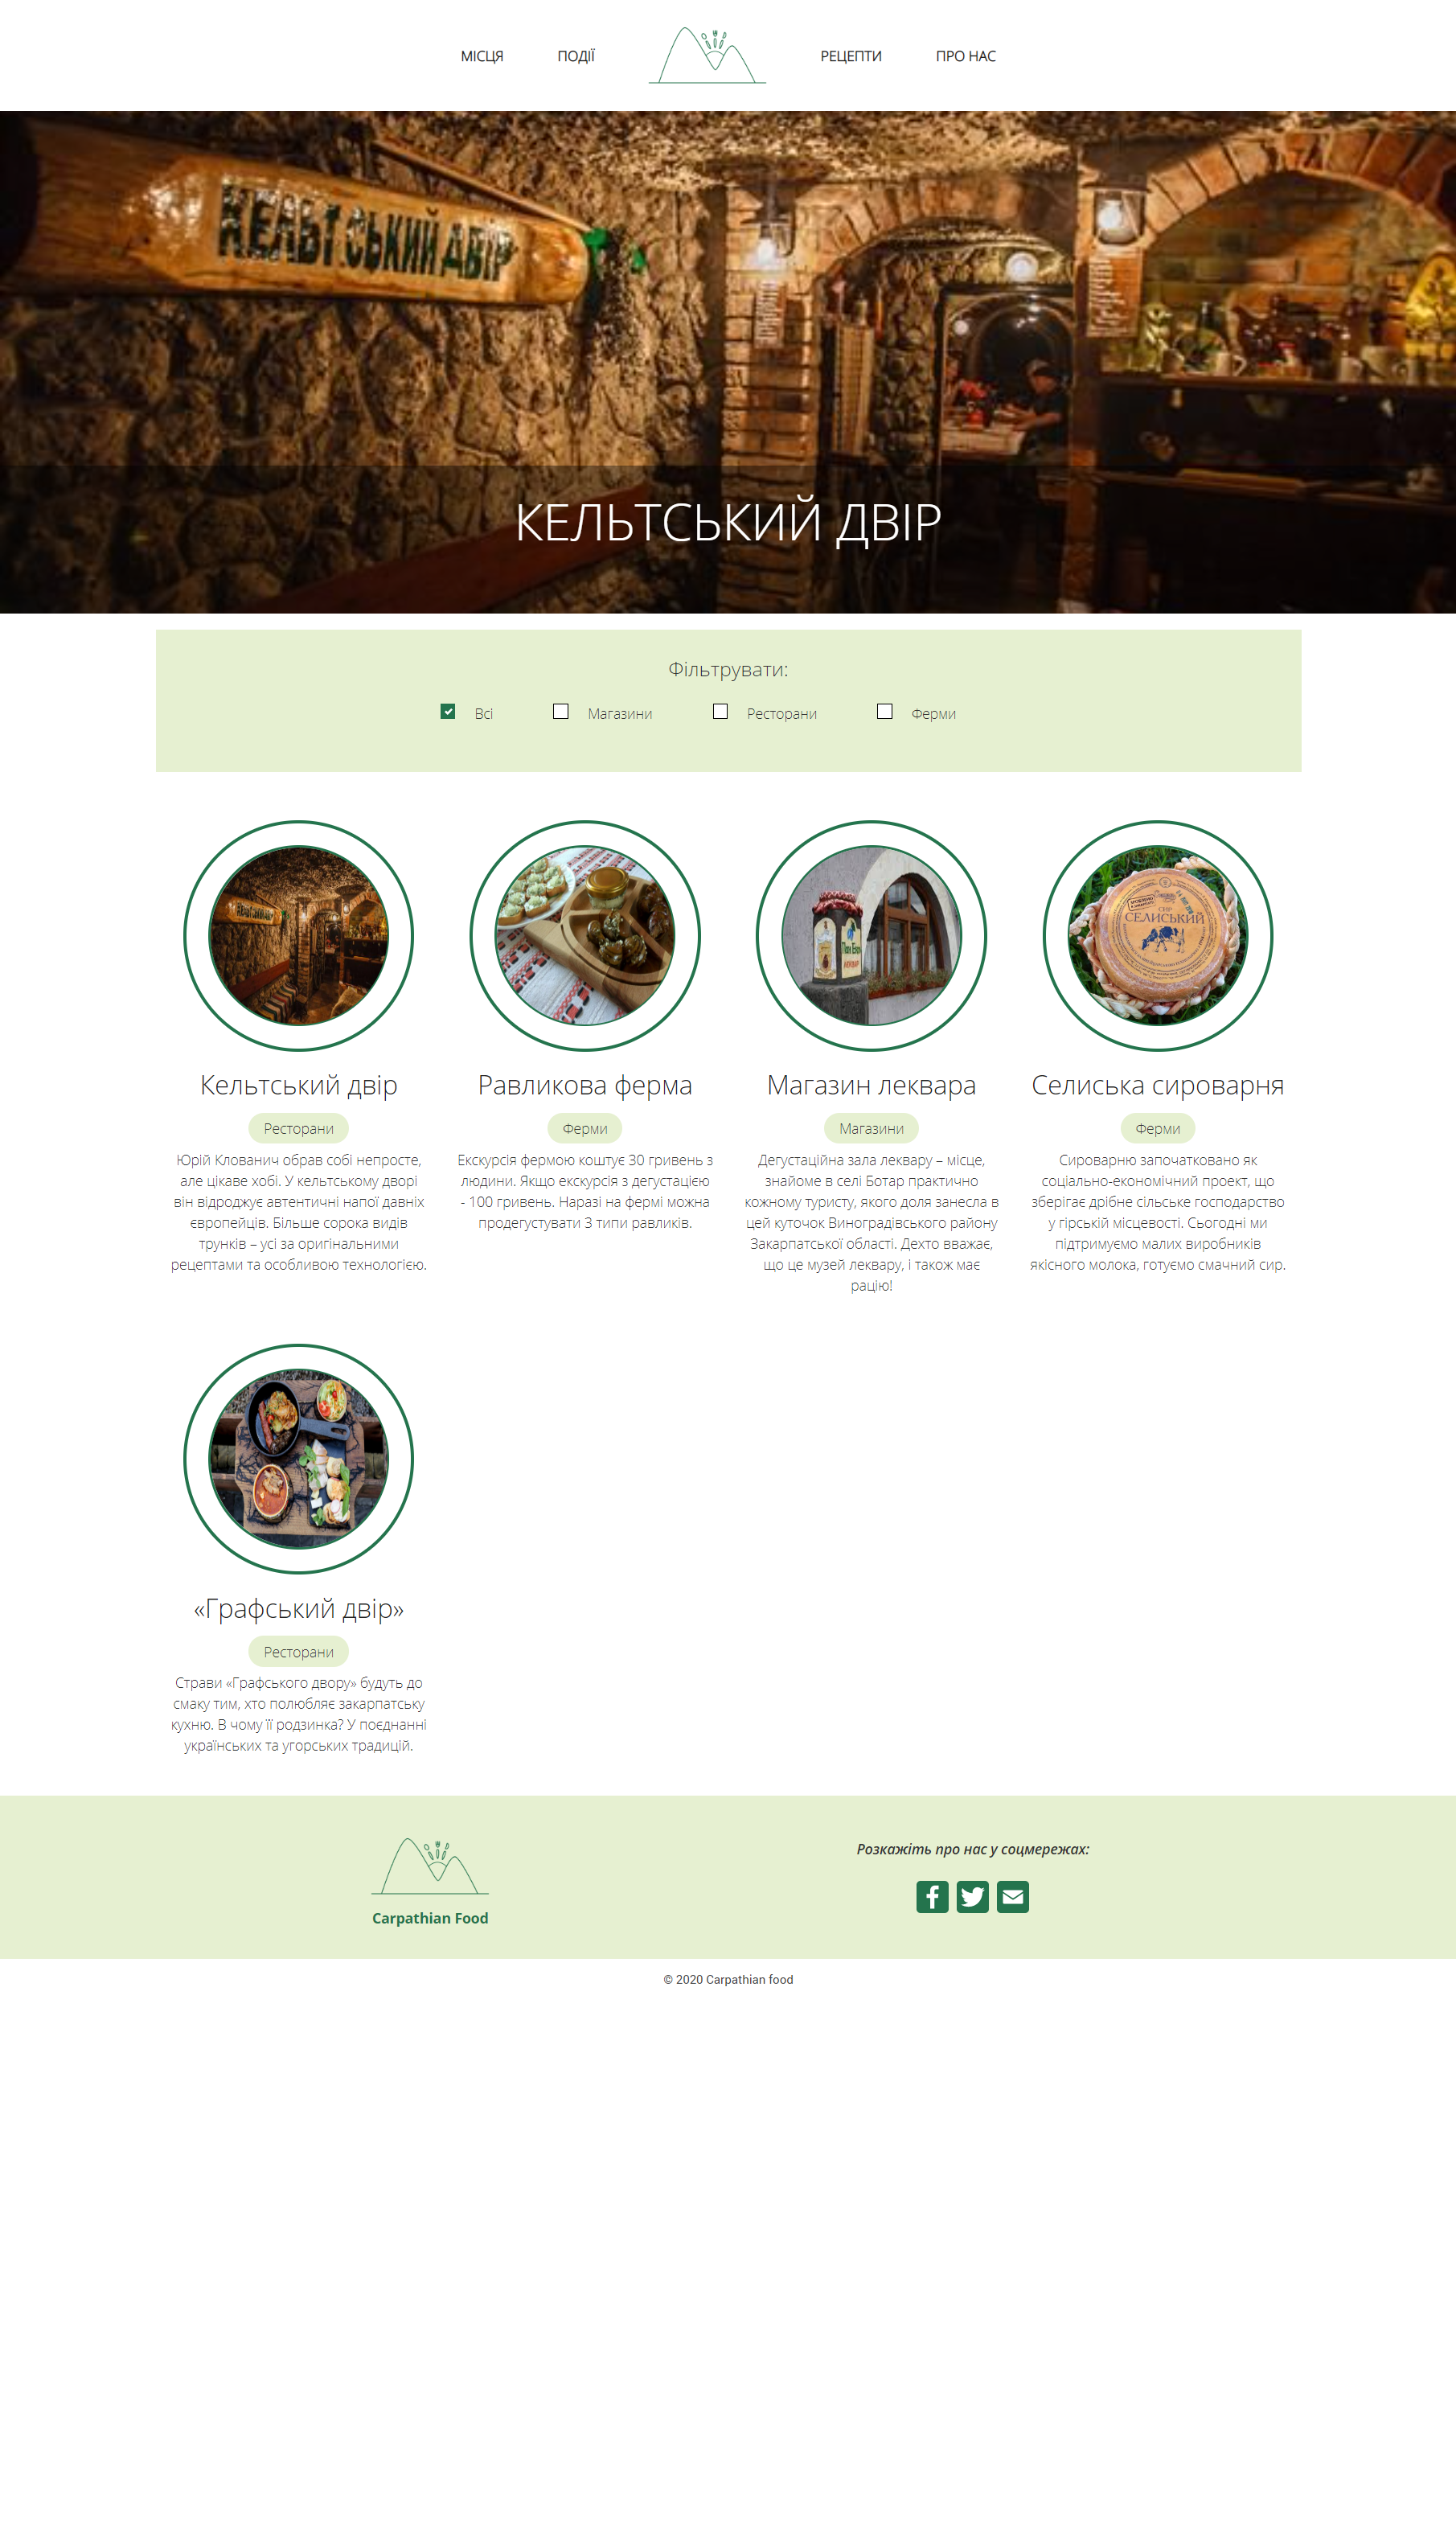 МІСЦЯ
ПОДІЇ
РЕЦЕПТИ
ПРО НАС
КЕЛЬТСЬКИЙ ДВІР
КЕЛЬТСЬКИЙ ДВІР
Фільтрувати:
Всі
Магазини
Ресторани
Ферми
КЕЛЬТСЬКИЙ ДВІР
СИР
СЕЛИСЬКИЙ
Кельтський двір
Ресторани
Юрій Клованич обрав собі непросте,
але цікаве хобі. У кельтському дворі
він відроджує автентичні напої давніх
європейців. Більше сорока видів
трунків – усі за оригінальними
рецептами та особливою технологією.
Равликова ферма
Ферми
Екскурсія фермою коштує 30 гривень з
людини. Якщо екскурсія з дегустацією
- 100 гривень. Наразі на фермі можна
продегустувати 3 типи равликів.
Магазин леквара
Магазини
Дегустаційна зала леквару – місце,
знайоме в селі Ботар практично
кожному туристу, якого доля занесла в
цей куточок Виноградівського району
Закарпатської області. Дехто вважає,
що це музей леквару, і також має
рацію!
Селиська сироварня
Ферми
Сироварню започатковано як
соціально-економічний проект, що
зберігає дрібне сільське господарство
у гірській місцевості. Сьогодні ми
підтримуємо малих виробників
якісного молока, готуємо смачний сир.
«Графський двір»
Ресторани
Страви «Графського двору» будуть до
смаку тим, хто полюбляє закарпатську
кухню. В чому її родзинка? У поєднанні
українських та угорських традицій.
Carpathian Food
Розкажіть про нас у соцмережах:
© 2020 Carpathian food